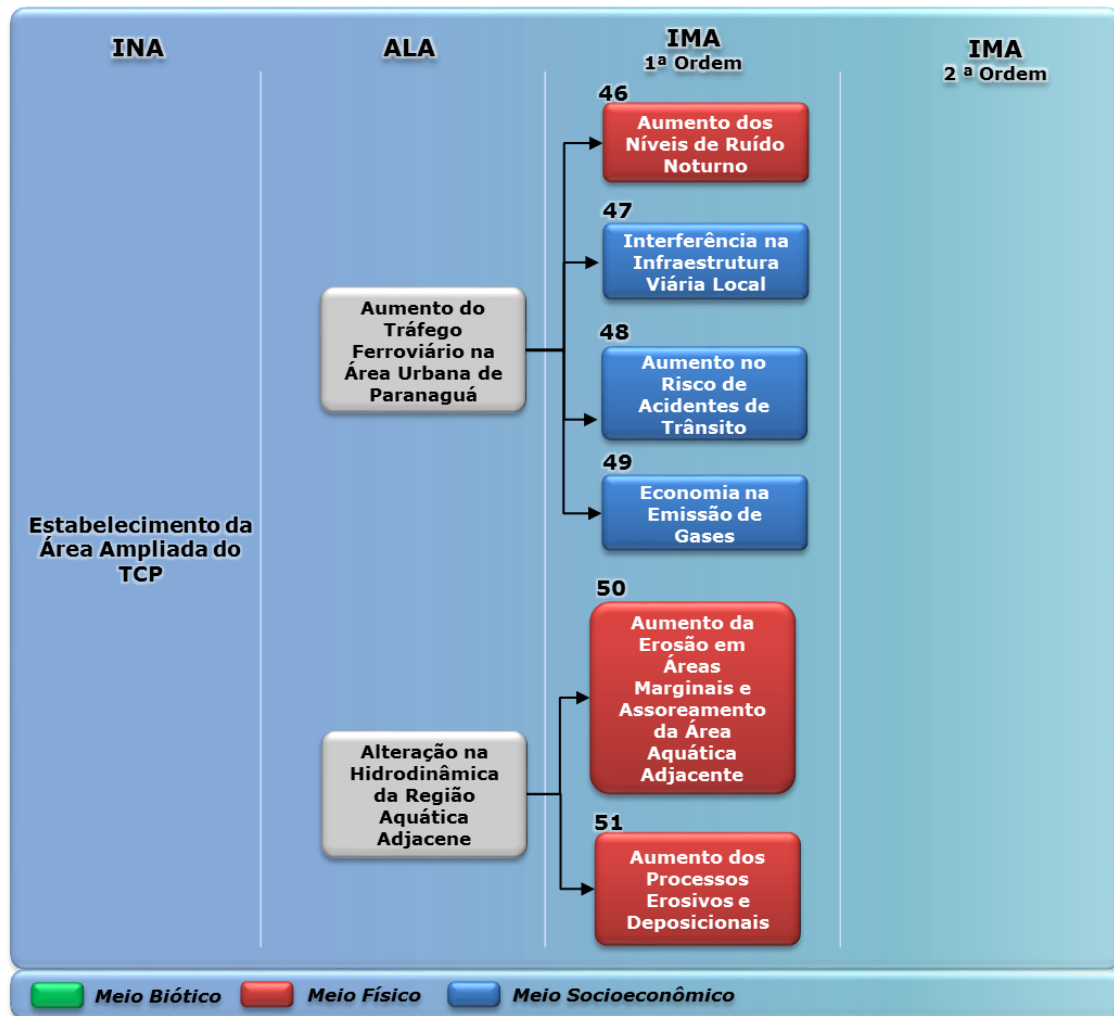 INA
ALA
IMA
1ª Ordem
IMA
2 ª Ordem
Estabelecimento da
Área Ampliada do
TCP
Aumento do
Tráfego
Ferroviário na
Área Urbana de
Paranaguá
46
Aumento dos
Níveis de Ruído
Noturno
47
Interferência na
Infraestrutura
Viária Local
48
Aumento no
Risco de
Acidentes de
Trânsito
49
Economia na
Emissão de
Gases
Alteração na
Hidrodinâmica
da Região
Aquática
Adjacene
50
Aumento da
Erosão em
Áreas
Marginais e
Assoreamento
da Área
Aquática
Adjacente
51
Aumento dos
Processos
Erosivos e
Deposicionais
Meio Biótico
Meio Físico
Meio Socioeconômico